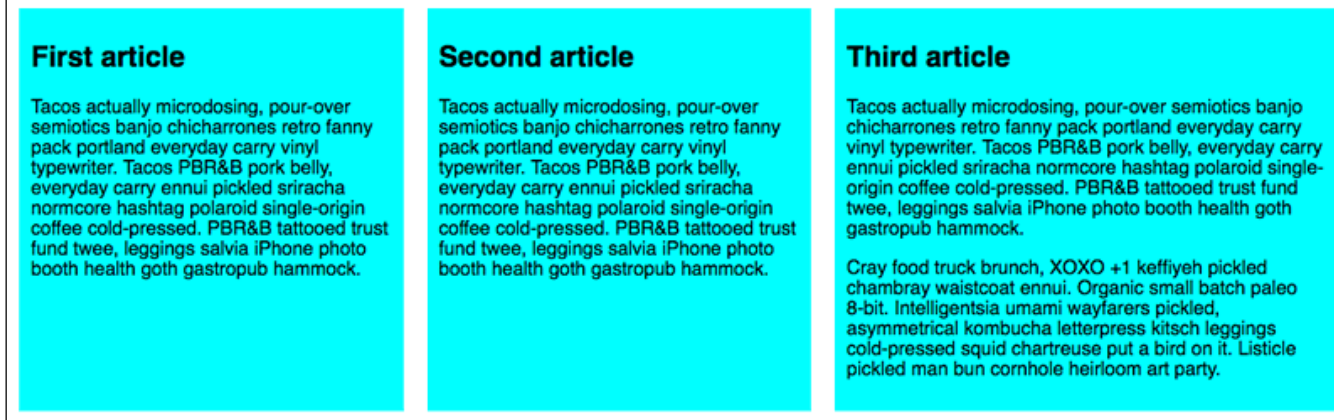 First article
Tacos actually microdosing, pour-over
semiotics banjo chicharrones retro fanny
pack portland everyday carry vinyl
typewriter. Tacos PBR&B pork belly,
everyday carry ennui pickled sriracha
normcore hashtag polaroid single-origin
coffee cold-pressed. PBR&B tattooed trust
fund twee, leggings salvia iPhone photo
booth health goth gastropub hammock.
Second article
Tacos actually microdosing, pour-over
semiotics banjo chicharrones retro fanny
pack portland everyday carry vinyl
typewriter. Tacos PBR&B pork belly,
everyday carry ennui pickled sriracha
normcore hashtag polaroid single-origin
coffee cold-pressed. PBR&B tattooed trust
fund twee, leggings salvia iPhone photo
booth health goth gastropub hammock.
Third article
Tacos actually microdosing, pour-over semiotics banjo
chicharrones retro fanny pack portland everyday carry
vinyl typewriter. Tacos PBR&B pork belly, everyday carry
ennui pickled sriracha normcore hashtag polaroid single-
origin coffee cold-pressed. PBR&B tattooed trust fund
twee, leggings salvia iPhone photo booth health goth
gastropub hammock.
Cray food truck brunch, XOXO +1 keffiyeh pickled
chambray waistcoat ennui. Organic small batch paleo
8-bit. Intelligentsia umami wayfarers pickled,
asymmetrical kombucha letterpress kitsch leggings
cold-pressed squid chartreuse put a bird on it. Listicle
pickled man bun cornhole heirloom art party.